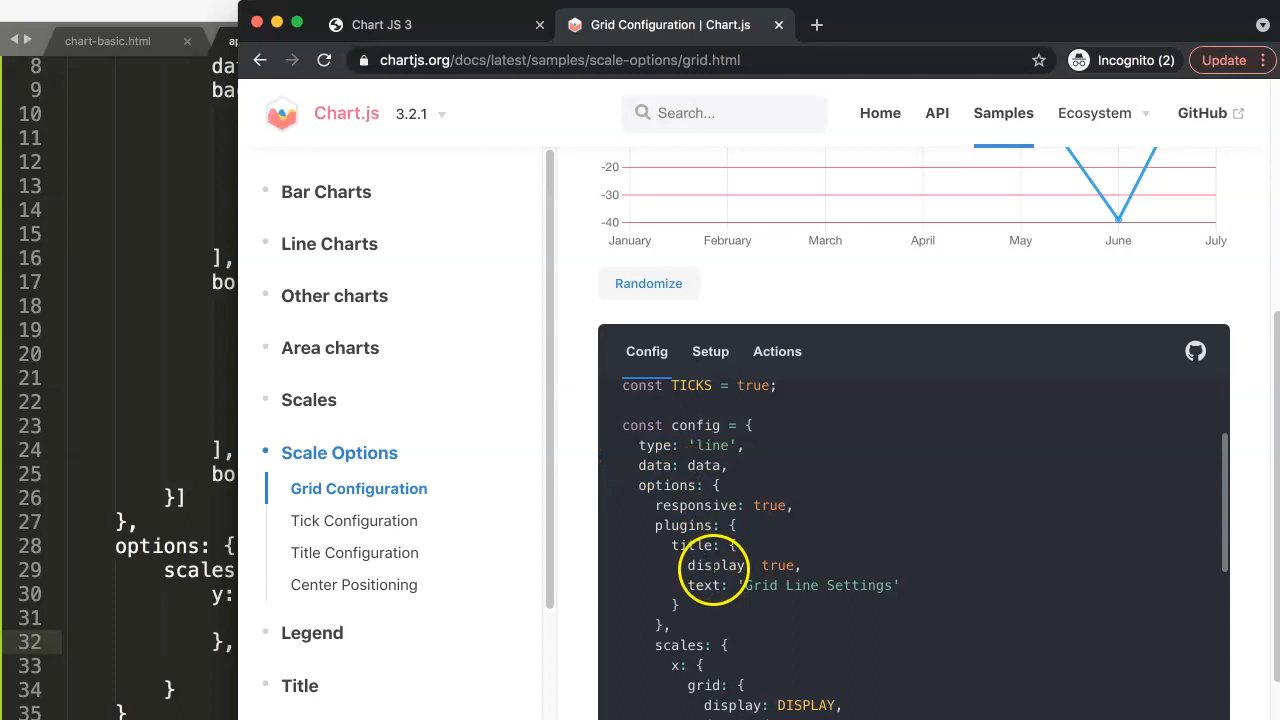 Chart JS 3
Grid Configuration | Chart.js
chart-basic.html
ap
chartjs.org/docs/latest/samples/scale-options/grid.html
Incognito (2)
Update
Chart.js
3.2.1
Search...
Home
API
Samples
Ecosystem
GitHub
8 dat
9 bac
10
11
12
13
14
15
16 ],
17 bo
18
19
20
21
22
23
24 ],
25 bo
26 }]
27 },
28 options: {
29 scales
30 y:
31
32 },
33
34 }
35 }
Bar Charts
Line Charts
Other charts
Area charts
Scales
Scale Options
Grid Configuration
Tick Configuration
Title Configuration
Center Positioning
Legend
Title
-20
-30
-40
January February March April May June July
Randomize
Config Setup Actions
const TICKS = true;
const config = {
type: 'line',
data: data,
options: {
responsive: true,
plugins: {
title: {
display: true,
text: 'Grid Line Settings'
}
},
scales: {
x: {
grid: {
display: DISPLAY,